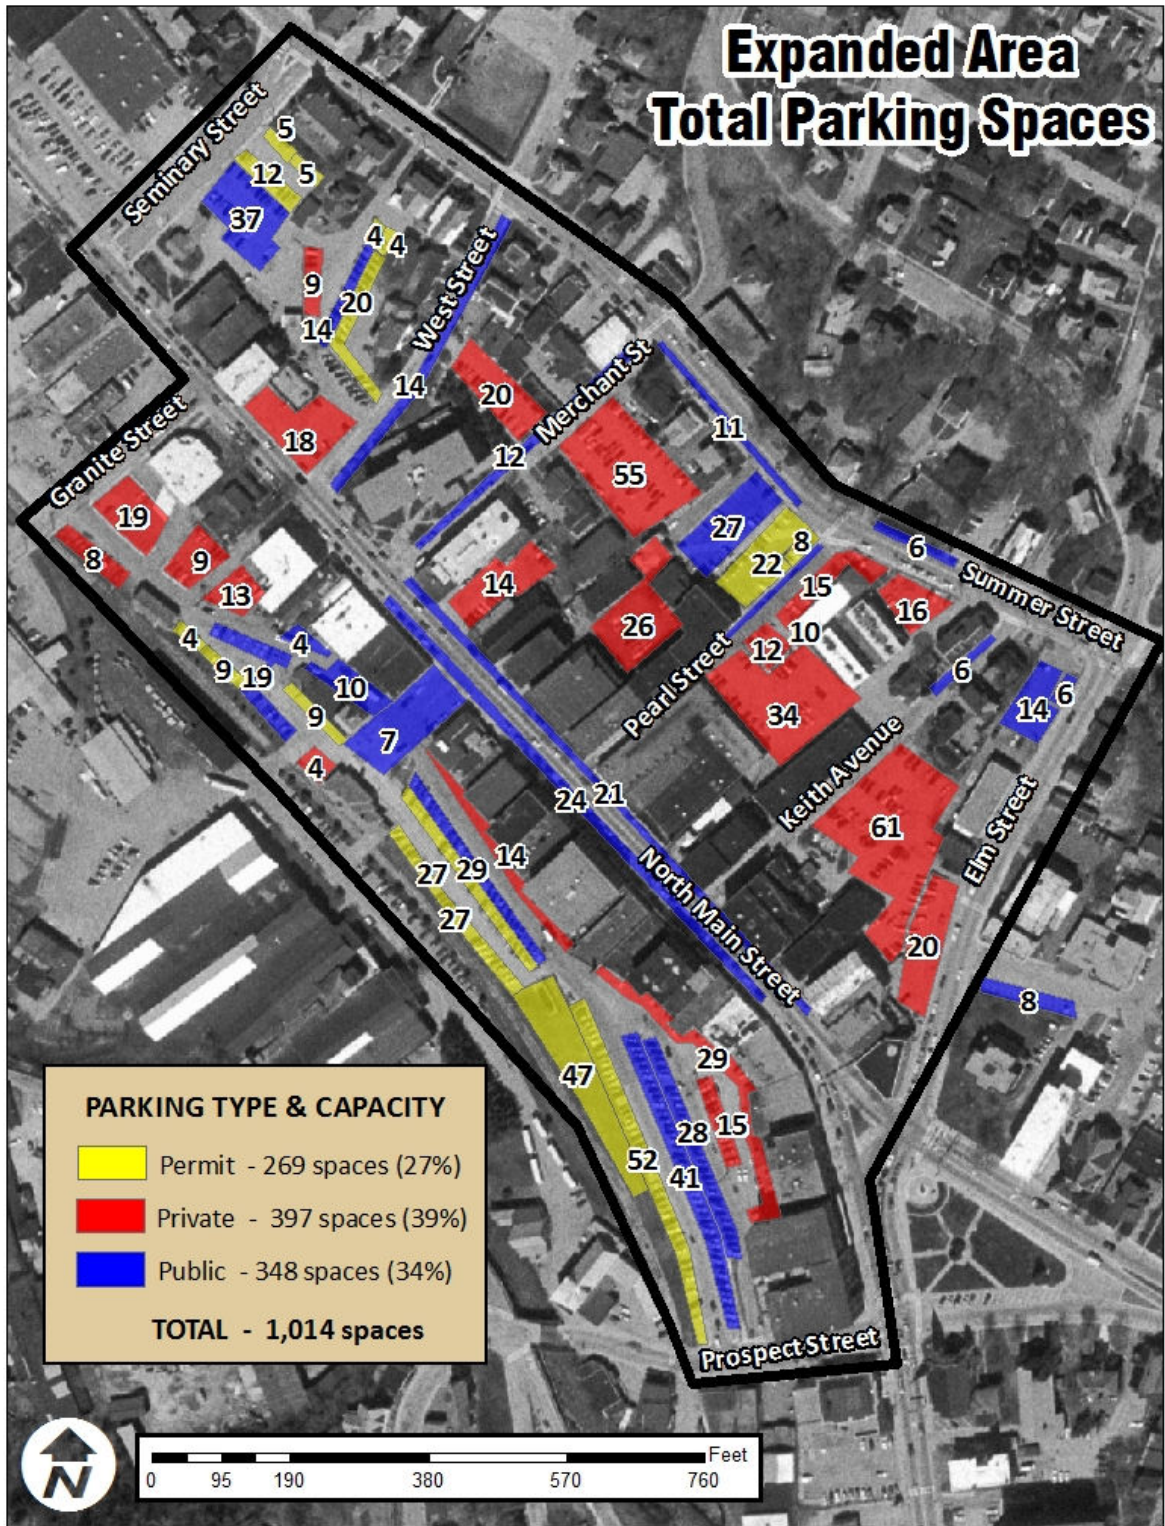 Expanded Area
Total Parking Spaces
Seminary Street
5
12
5
37
4
4
9
20
14
West Street
14
Merchant St
20
12
11
18
Granite Street
55
19
27
8
6
8
9
22
Summer Street
13
14
15
16
26
10
4
4
12
6
9
19
10
Pearl Street
6
9
7
34
14
4
Keith Avenue
24
21
61
Elm Street
14
27
29
North Main Street
27
20
8
47
29
28
15
52
41
PARKING TYPE & CAPACITY
Permit - 269 spaces (27%)
Private - 397 spaces (39%)
Public - 348 spaces (34%)
TOTAL - 1,014 spaces
Prospect Street
N
Feet
0 95 190 380 570 760